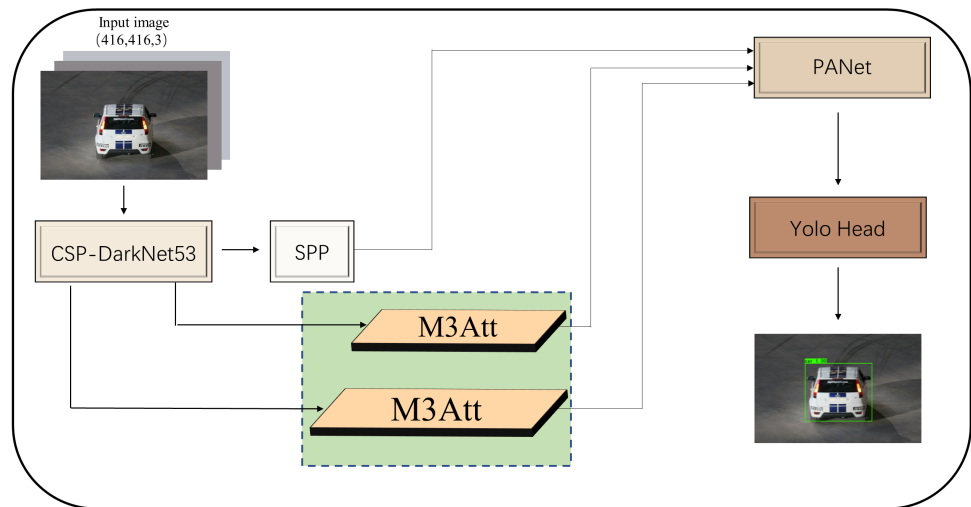 Input image
(416,416,3)
PANet
CSP-DarkNet53
SPP
Yolo Head
M3Att
M3Att